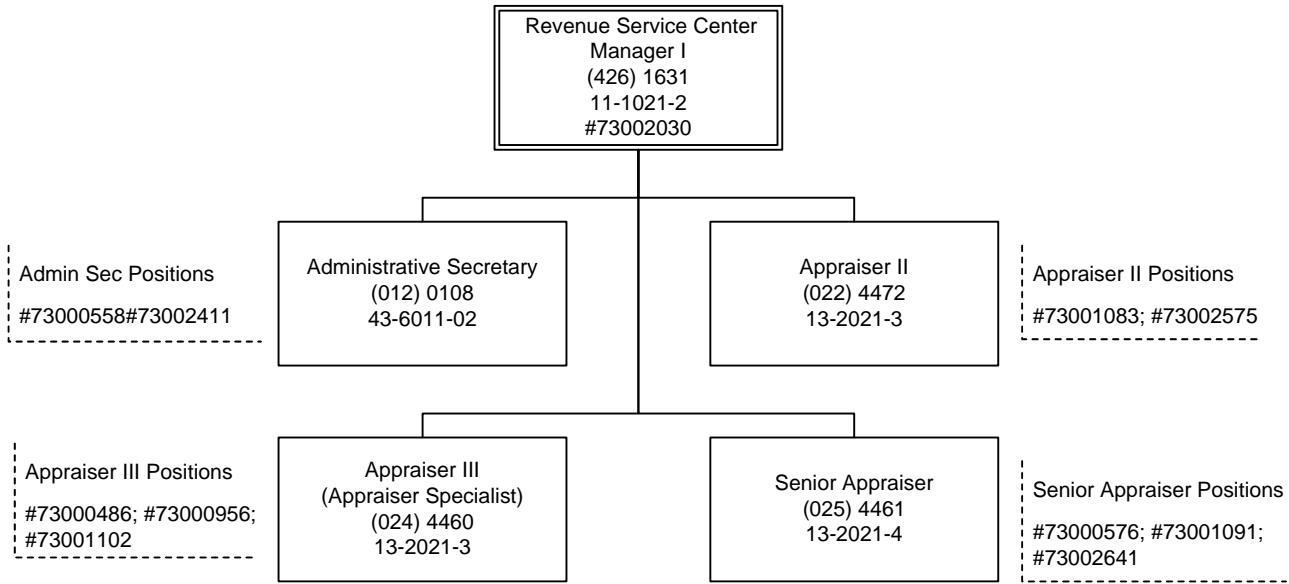 Revenue Service Center
Manager I
(426) 1631
11-1021-2
#73002030
Admin Sec Positions
#73000558#73002411
Administrative Secretary
(012) 0108
43-6011-02
Appraiser II
(022) 4472
13-2021-3
Appraiser II Positions
#73001083; #73002575
Appraiser III Positions
#73000486; #73000956;
#73001102
Appraiser III
(Appraiser Specialist)
(024) 4460
13-2021-3
Senior Appraiser
(025) 4461
13-2021-4
Senior Appraiser Positions
#73000576; #73001091;
#73002641